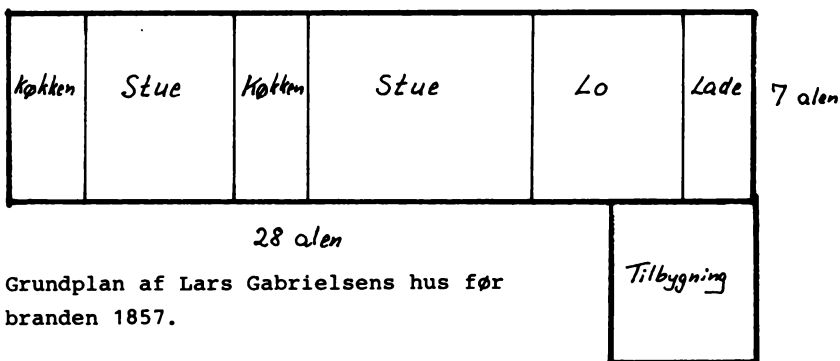 Køkken Stue Køkken Stue Lo Lade 7 alen
28 alen
Tilbygning
Grundplan af Lars Gabrielsens hus før
branden 1857.